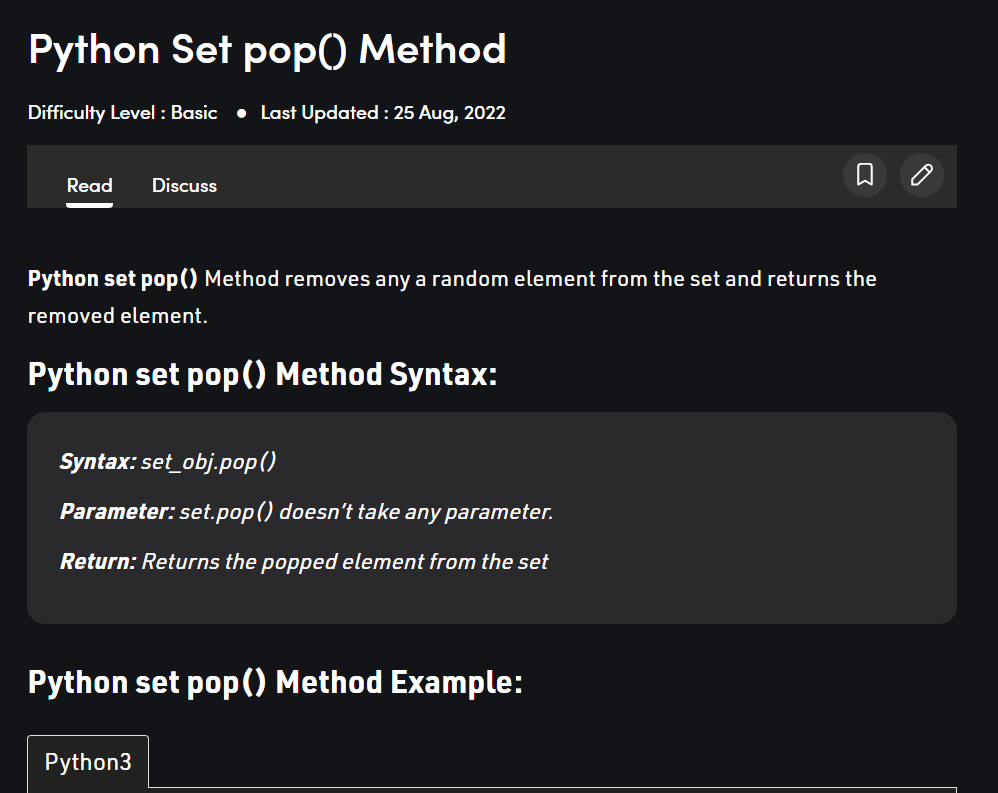 Python Set pop() Method
Difficulty Level : Basic ● Last Updated : 25 Aug, 2022
Read Discuss
Python set pop() Method removes any a random element from the set and returns the
removed element.
Python set pop() Method Syntax:
Syntax: set_obj.pop()
Parameter: set.pop() doesn’t take any parameter.
Return: Returns the popped element from the set
Python set pop() Method Example:
Python3